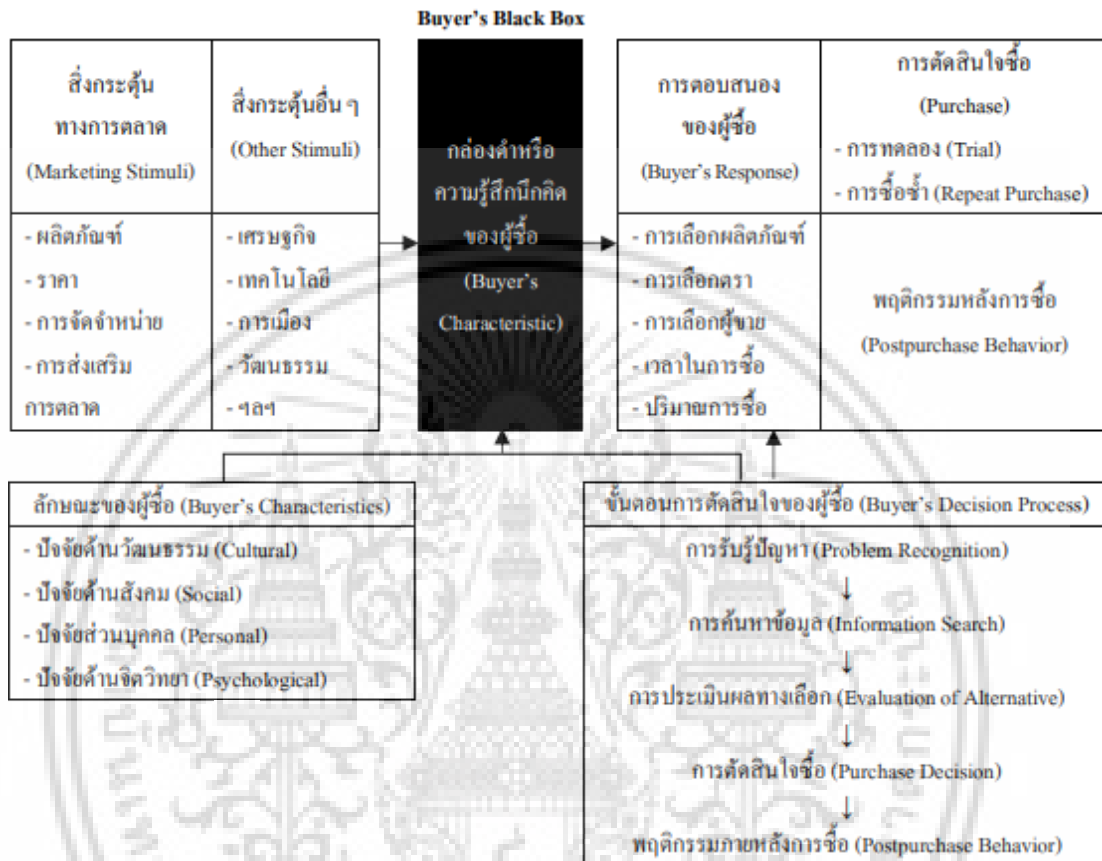 Buyer's Black Box
สิ่งกระตุ้น
ทางการตลาด
(Marketing Stimuli)
สิ่งกระตุ้นอื่น ๆ
(Other Stimuli)
- ผลิตภัณฑ์
- ราคา
- การจัดจำหน่าย
- การส่งเสริม
การตลาด
- เศรษฐกิจ
- เทคโนโลยี
- การเมือง
- วัฒนธรรม
- ฯลฯ
กล่องดำหรือ
ความรู้สึกนึกคิด
ของผู้ซื้อ
(Buyer's
Characteristic)
การตอบสนอง
ของผู้ซื้อ
(Buyer's Response)
- การเลือกผลิตภัณฑ์
- การเลือกตรา
- การเลือกผู้ขาย
- เวลาในการซื้อ
- ปริมาณการซื้อ
การตัดสินใจซื้อ
(Purchase)
- การทดลอง (Trial)
- การซื้อซ้ำ (Repeat Purchase)
พฤติกรรมหลังการซื้อ
(Postpurchase Behavior)
ลักษณะของผู้ซื้อ (Buyer's Characteristics)
- ปัจจัยด้านวัฒนธรรม (Cultural)
- ปัจจัยด้านสังคม (Social)
- ปัจจัยส่วนบุคคล (Personal)
- ปัจจัยด้านจิตวิทยา (Psychological)
ขั้นตอนการตัดสินใจของผู้ซื้อ (Buyer's Decision Process)
การรับรู้ปัญหา (Problem Recognition)
การค้นหาข้อมูล (Information Search)
การประเมินผลทางเลือก (Evaluation of Alternative)
การตัดสินใจซื้อ (Purchase Decision)
พฤติกรรมภายหลังการซื้อ (Postpurchase Behavior)